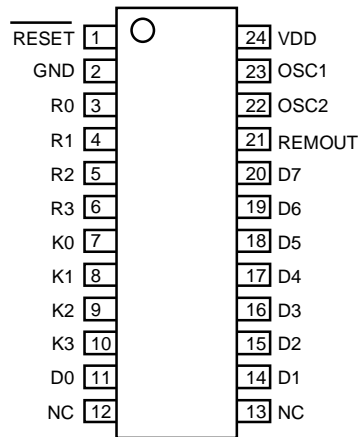 RESET 1 24 VDD
GND 2 23 OSC1
R0 3 22 OSC2
R1 4 21 REMOUT
R2 5 20 D7
R3 6 19 D6
K0 7 18 D5
K1 8 17 D4
K2 9 16 D3
K3 10 15 D2
D0 11 14 D1
NC 12 13 NC